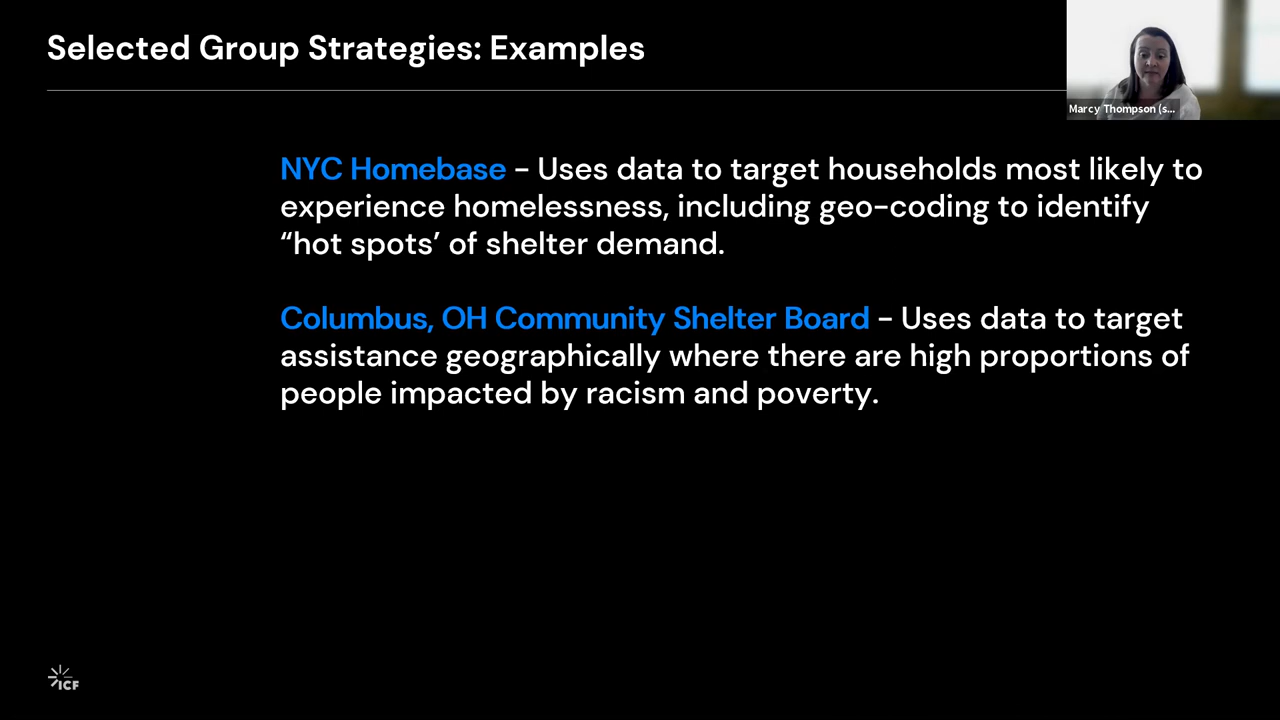 Selected Group Strategies: Examples
Marcy Thompson (s...
NYC Homebase – Uses data to target households most likely to
experience homelessness, including geo-coding to identify
“hot spots’ of shelter demand.
Columbus, OH Community Shelter Board – Uses data to target
assistance geographically where there are high proportions of
people impacted by racism and poverty.
ICF